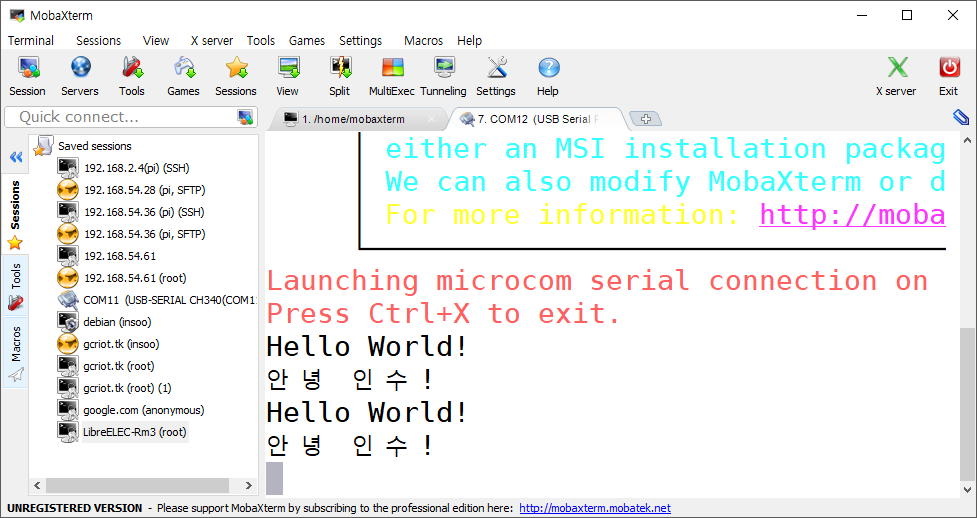 MobaXterm
Terminal Sessions View X server Tools Games Settings Macros Help
Session Servers Tools Games Sessions View Split MultiExec Tunneling Settings Help X server Exit
Quick connect...
1. /home/mobaxterm
7. COM12 (USB Serial
Sessions
Tools
Macros
Saved sessions
192.168.2.4(pi) (SSH)
192.168.54.28 (pi, SFTP)
192.168.54.36 (pi) (SSH)
192.168.54.36 (pi, SFTP)
192.168.54.61
192.168.54.61 (root)
COM11 (USB-SERIAL CH340(COM11
debian (insoo)
gcriot.tk (insoo)
gcriot.tk (root)
gcriot.tk (root) (1)
google.com (anonymous)
LibreELEC-Rm3 (root)
either an MSI installation packag
We can also modify MobaXterm or d
For more information: http://moba
Launching microcom serial connection on
Press Ctrl+X to exit.
Hello World!
안녕 인수!
Hello World!
안녕 인수!
UNREGISTERED VERSION - Please support MobaXterm by subscribing to the professional edition here: http://mobaxterm.mobatek.net